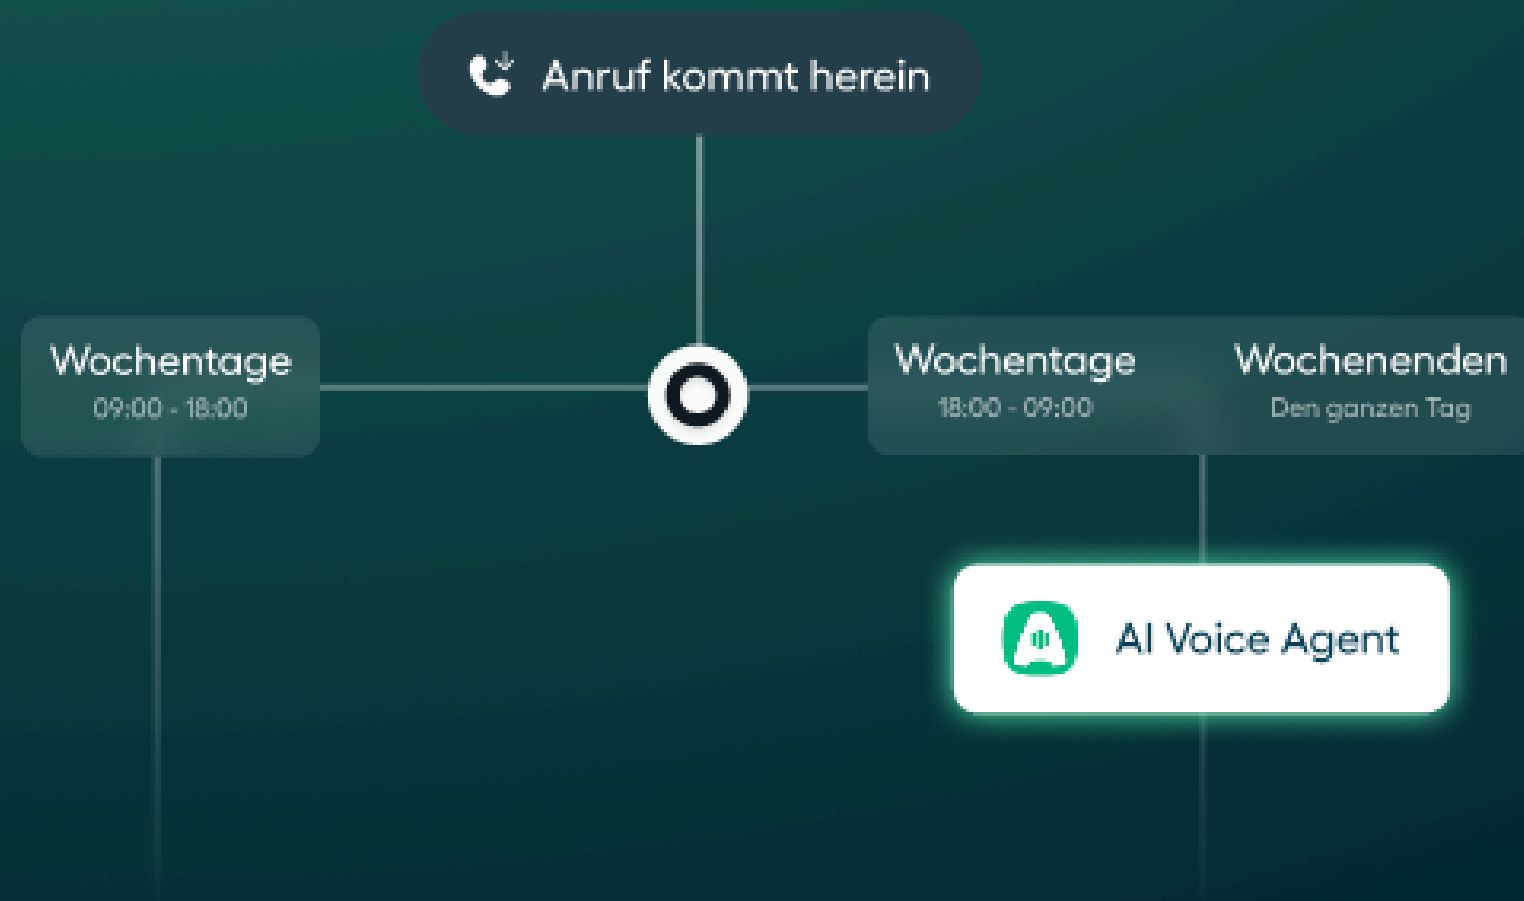 Anruf kommt herein
Wochentage
09:00 - 18:00
Wochentage
18:00 - 09:00
Wochenenden
Den ganzen Tag
AI Voice Agent